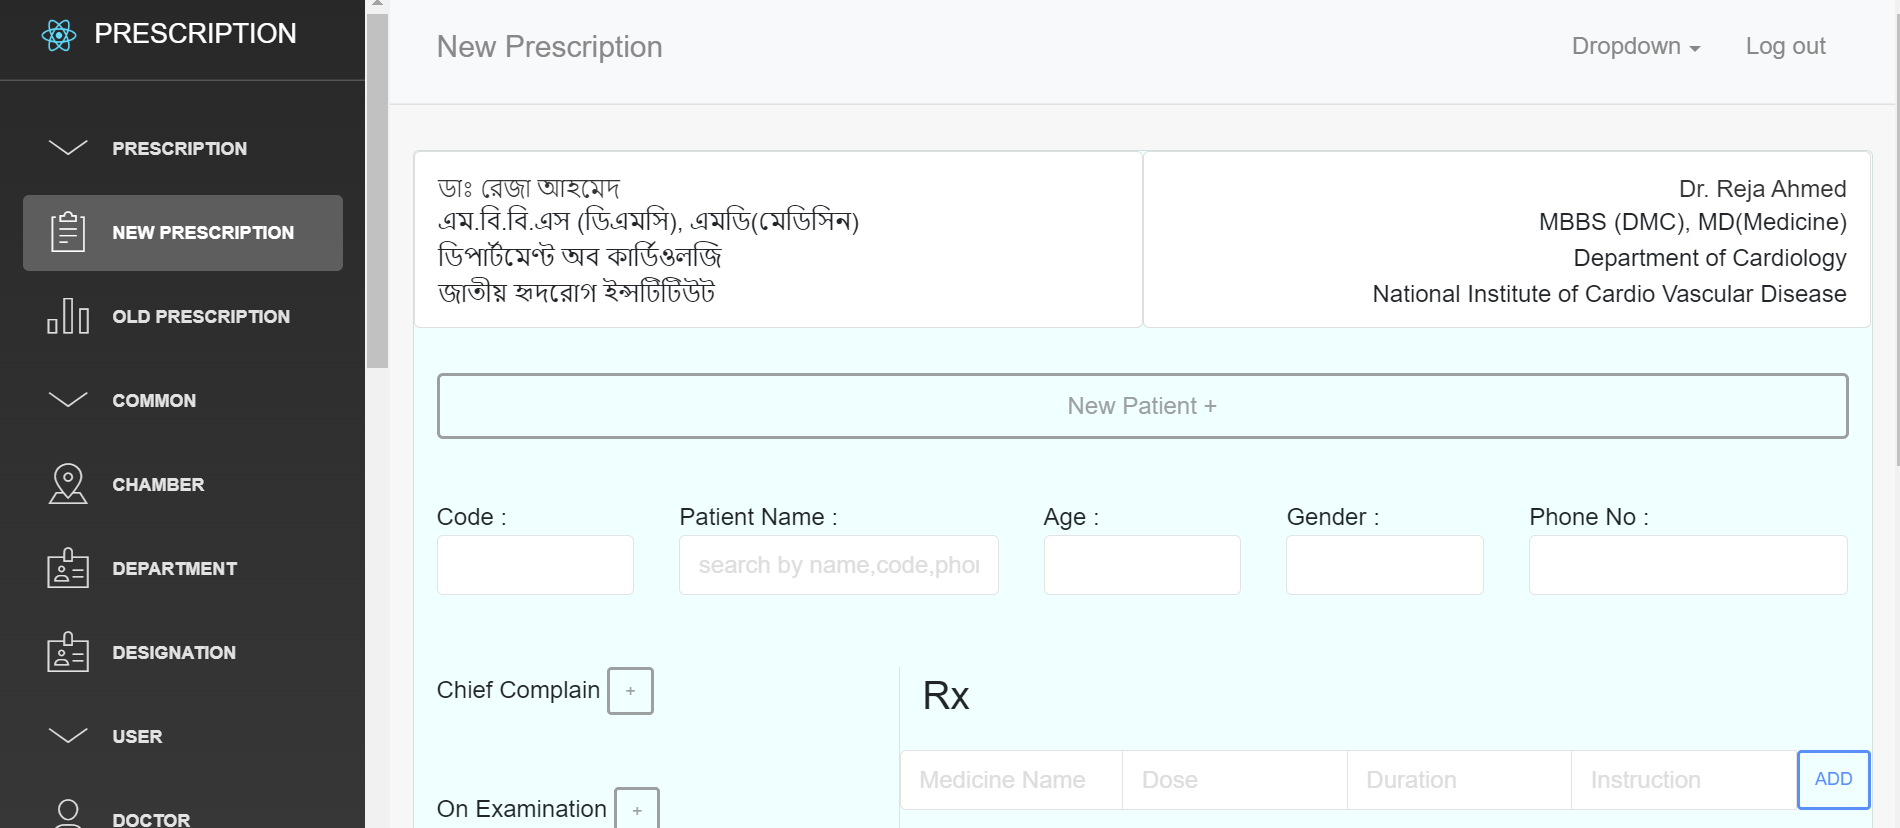 PRESCRIPTION
New Prescription
Dropdown
Log out
PRESCRIPTION
NEW PRESCRIPTION
OLD PRESCRIPTION
COMMON
CHAMBER
DEPARTMENT
DESIGNATION
USER
DOCTOR
ডাঃ রেজা আহমেদ
এম.বি.বি.এস (ডিএমসি), এমডি(মেডিসিন)
ডিপার্টমেণ্ট অব কার্ডিওলজি
জাতীয় হৃদরোগ ইন্সটিটিউট
Dr. Reja Ahmed
MBBS (DMC), MD(Medicine)
Department of Cardiology
National Institute of Cardio Vascular Disease
New Patient +
Code :
Patient Name :
Age :
Gender :
Phone No :
search by name,code,phon
Chief Complain +
Rx
Medicine Name
Dose
Duration
Instruction
ADD
On Examination +